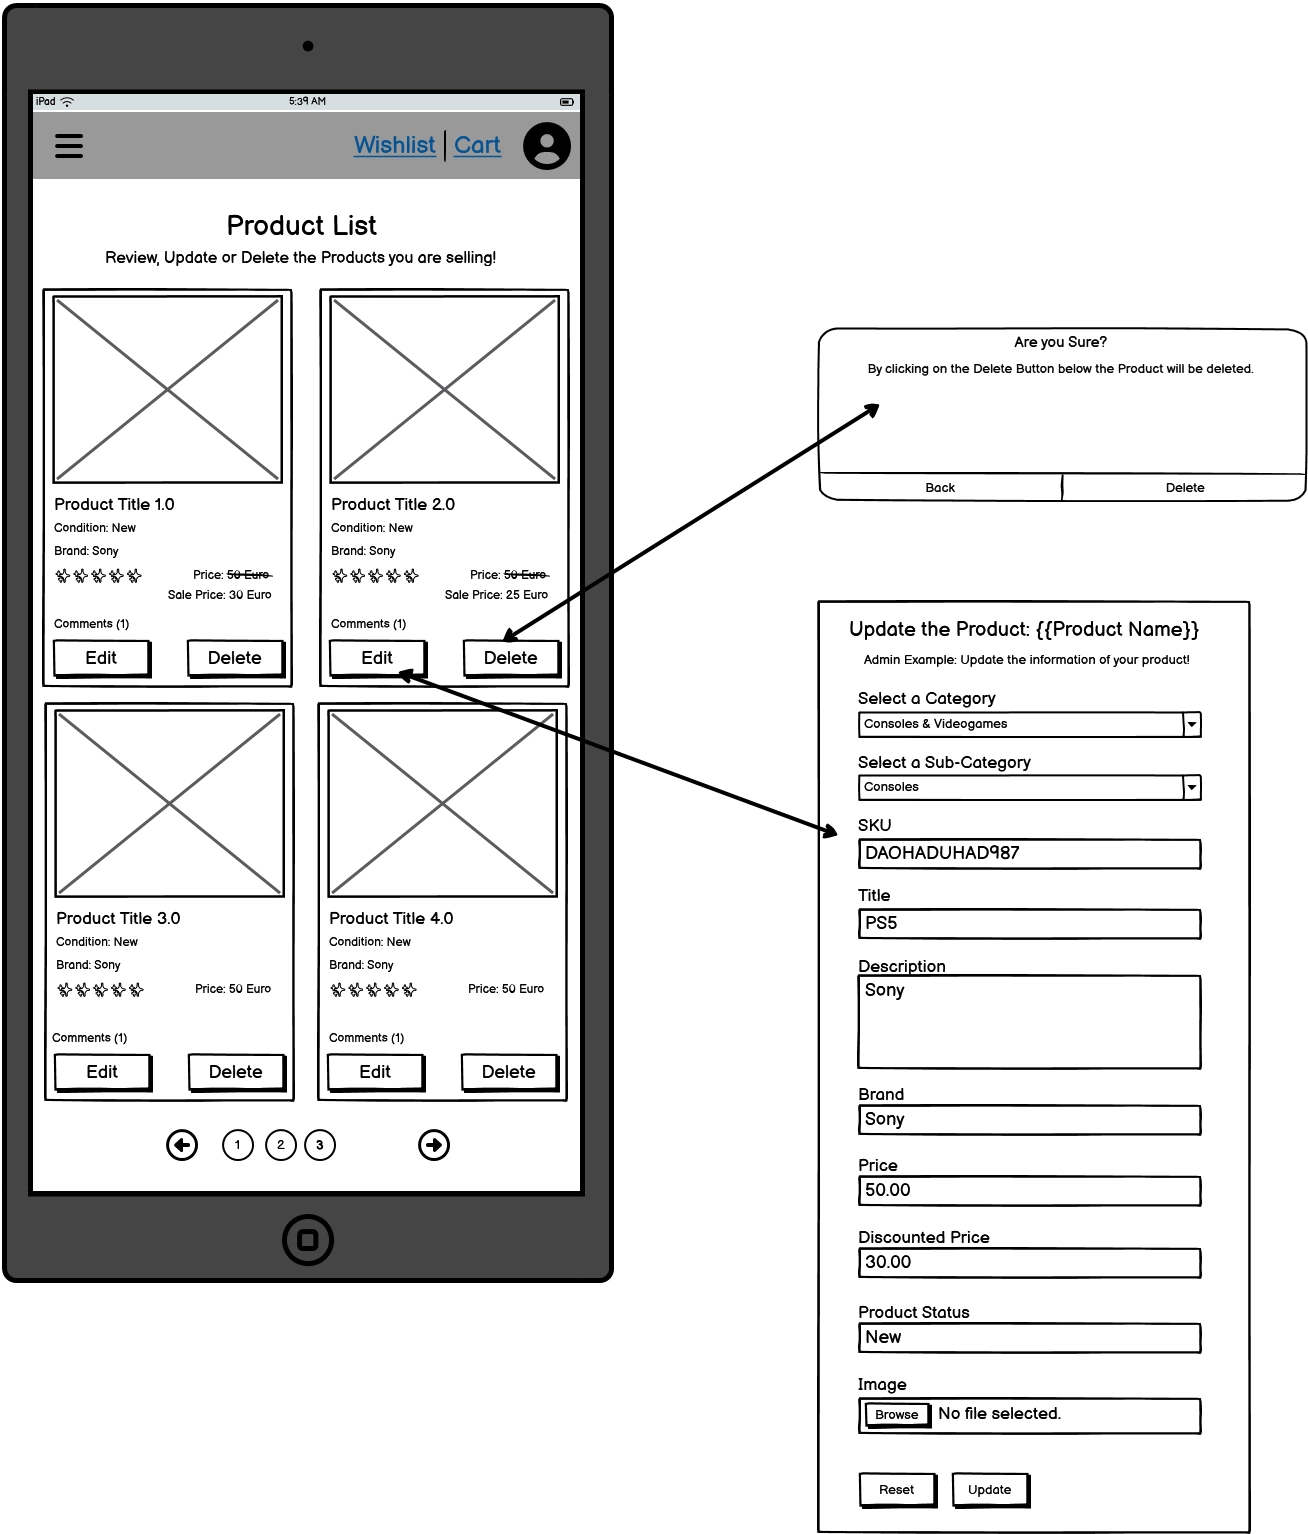 iPad 5:39 AM
Wishlist | Cart
Product List
Review, Update or Delete the Products you are selling!
Product Title 1.0
Condition: New
Brand: Sony
Price: 50 Euro
Sale Price: 30 Euro
Comments (1)
Edit Delete
Product Title 2.0
Condition: New
Brand: Sony
Price: 50 Euro
Sale Price: 25 Euro
Comments (1)
Edit Delete
Product Title 3.0
Condition: New
Brand: Sony
Price: 50 Euro
Comments (1)
Edit Delete
Product Title 4.0
Condition: New
Brand: Sony
Price: 50 Euro
Comments (1)
Edit Delete
1 2 3
Are you Sure?
By clicking on the Delete Button below the Product will be deleted.
Back Delete
Update the Product: {{Product Name}}
Admin Example: Update the information of your product!
Select a Category
Consoles & Videogames
Select a Sub-Category
Consoles
SKU
DAOHADUHAD987
Title
PS5
Description
Sony
Brand
Sony
Price
50.00
Discounted Price
30.00
Product Status
New
Image
Browse No file selected.
Reset Update